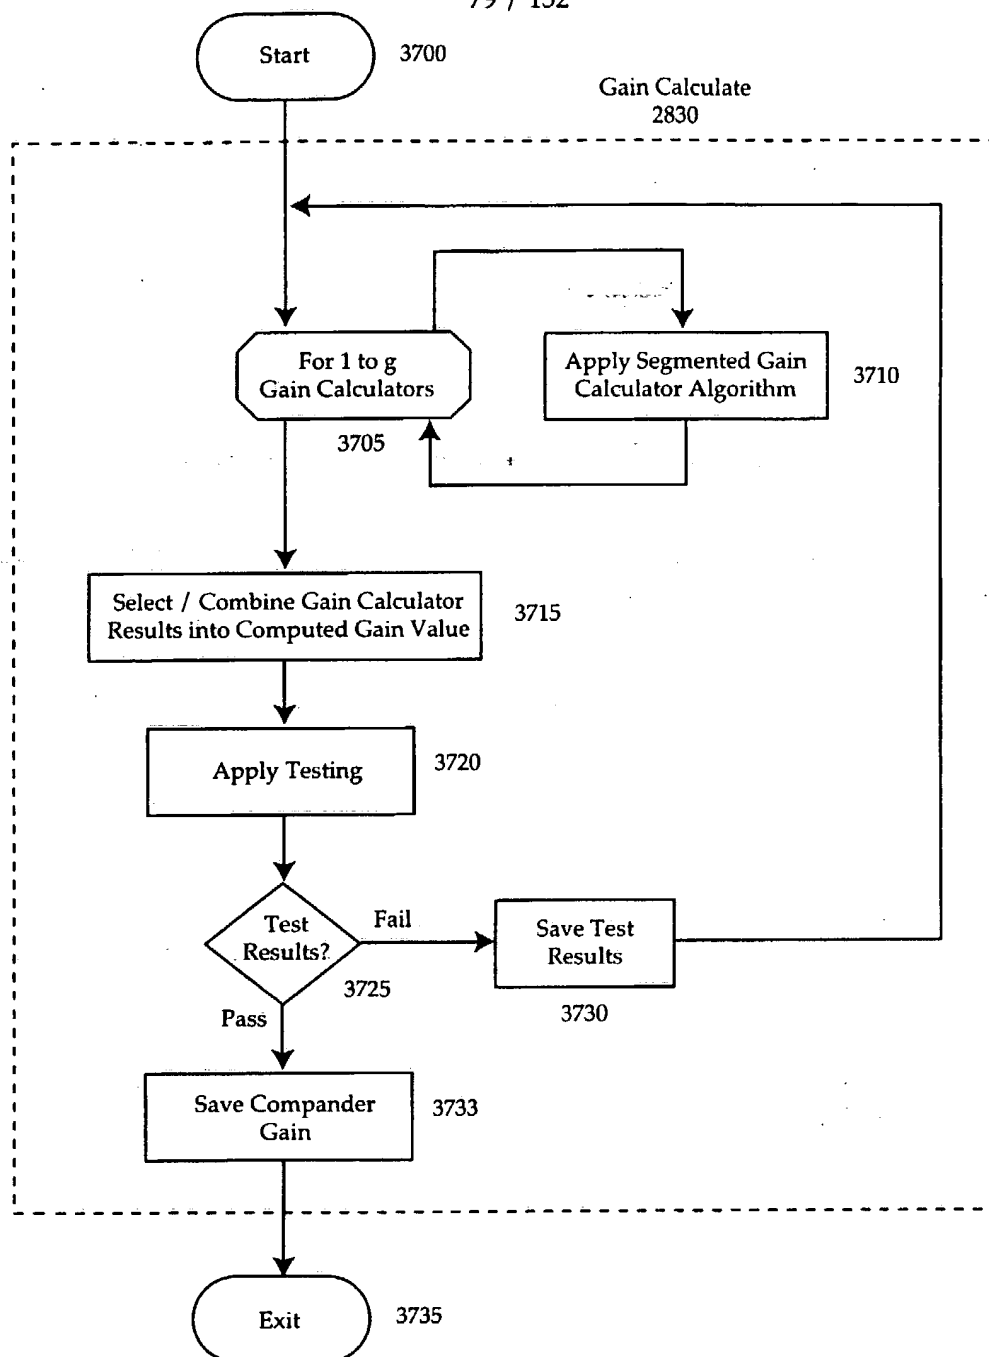 79 / 152
Start
3700
Gain Calculate
2830
For 1 to g
Gain Calculators
3705
Apply Segmented Gain
Calculator Algorithm
3710
Select / Combine Gain Calculator
Results into Computed Gain Value
3715
Apply Testing
3720
Test
Results?
3725
Fail
Save Test
Results
3730
Pass
Save Compander
Gain
3733
Exit
3735